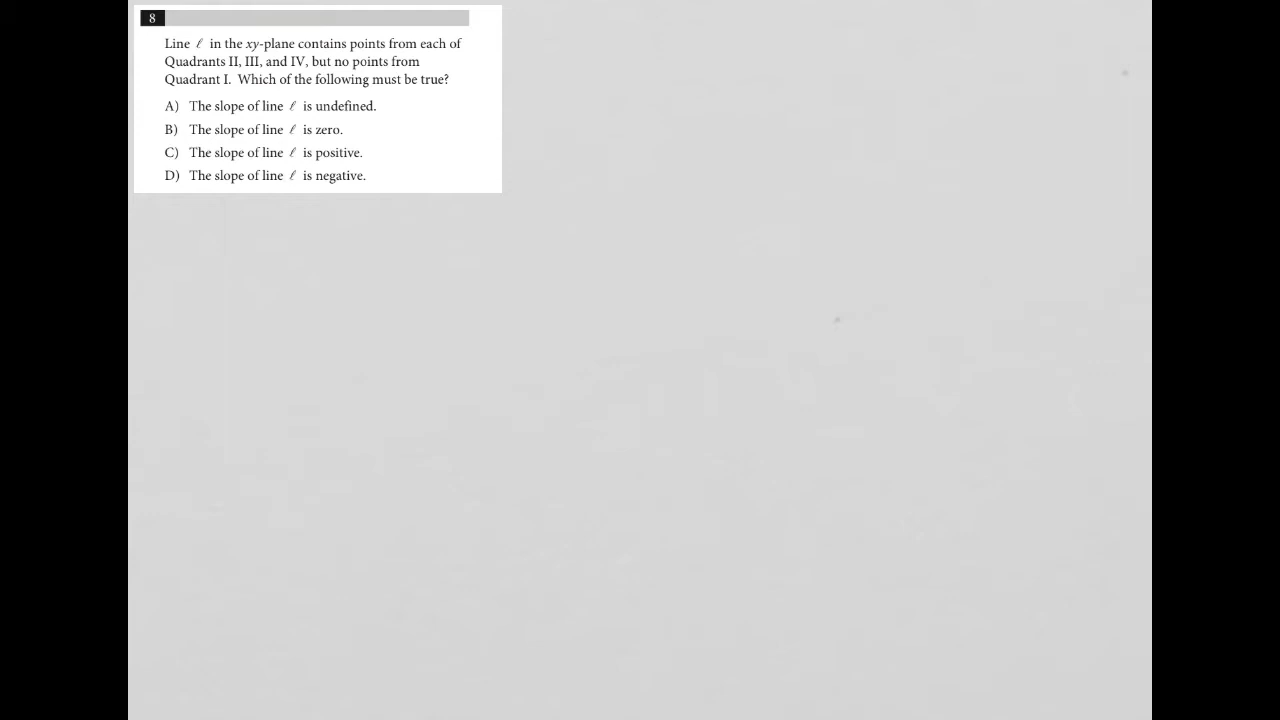 8
Line ℓ in the xy-plane contains points from each of
Quadrants II, III, and IV, but no points from
Quadrant I. Which of the following must be true?
A) The slope of line ℓ is undefined.
B) The slope of line ℓ is zero.
C) The slope of line ℓ is positive.
D) The slope of line ℓ is negative.